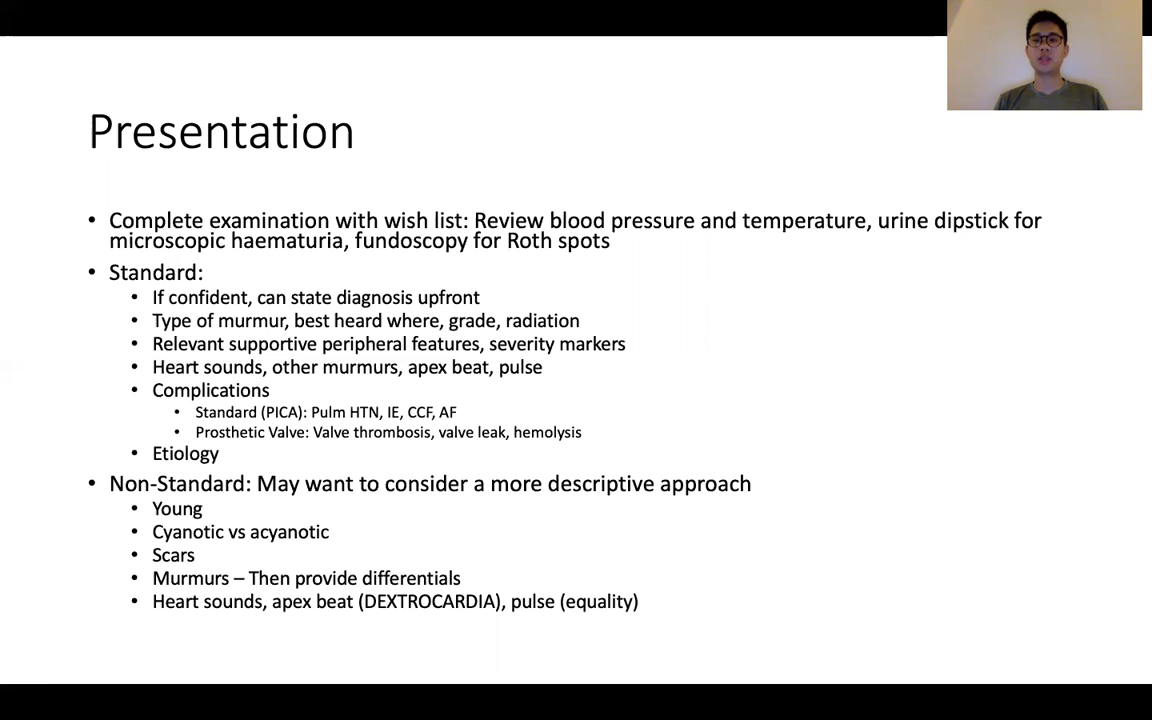 Presentation
• Complete examination with wish list: Review blood pressure and temperature, urine dipstick for
microscopic haematuria, fundoscopy for Roth spots
• Standard:
• If confident, can state diagnosis upfront
• Type of murmur, best heard where, grade, radiation
• Relevant supportive peripheral features, severity markers
• Heart sounds, other murmurs, apex beat, pulse
• Complications
• Standard (PICA): Pulm HTN, IE, CCF, AF
• Prosthetic Valve: Valve thrombosis, valve leak, hemolysis
• Etiology
• Non-Standard: May want to consider a more descriptive approach
• Young
• Cyanotic vs acyanotic
• Scars
• Murmurs – Then provide differentials
• Heart sounds, apex beat (DEXTROCARDIA), pulse (equality)